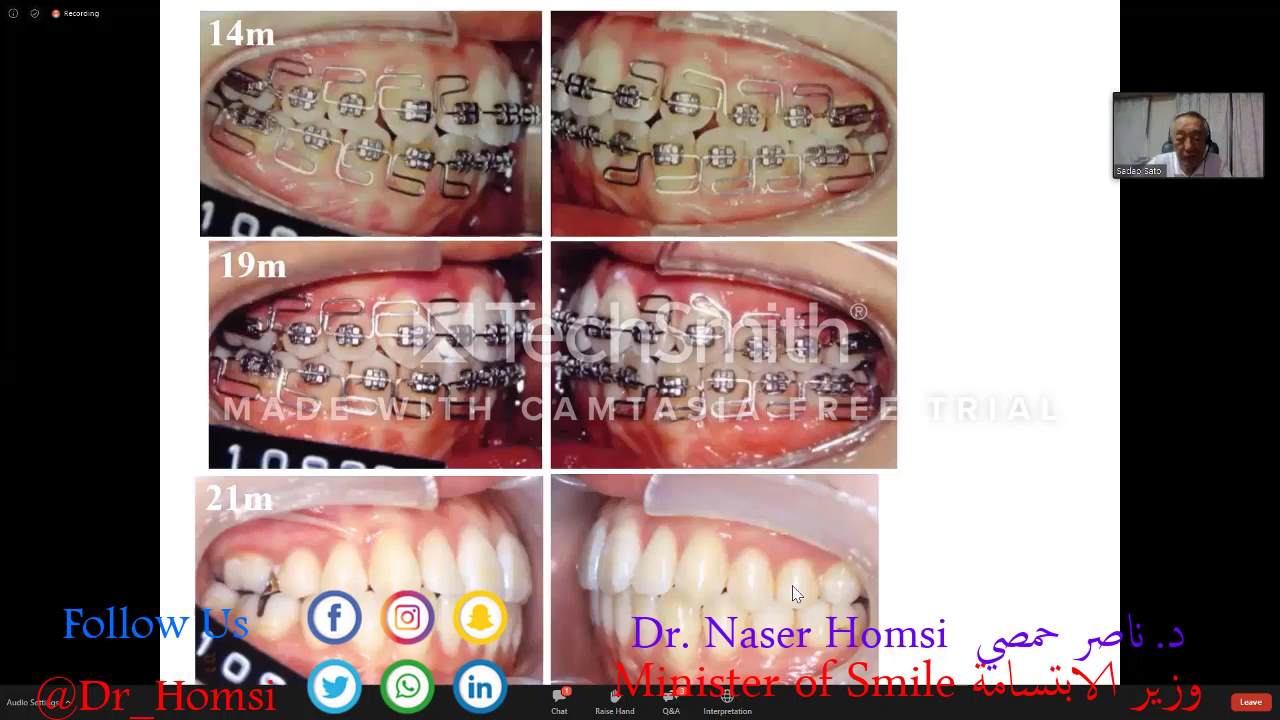 Recording
14m
Sadao Sato
19m
TechSmith®
MADE WITH CAMTASIA FREE TRIAL
21m
Follow Us
@Dr_Homsi
Dr. Naser Homsi د. ناصر حمصي
Minister of Smile وزير الابتسامة
Audio Settings
Chat
Raise Hand
Q&A
Interpretation
Leave